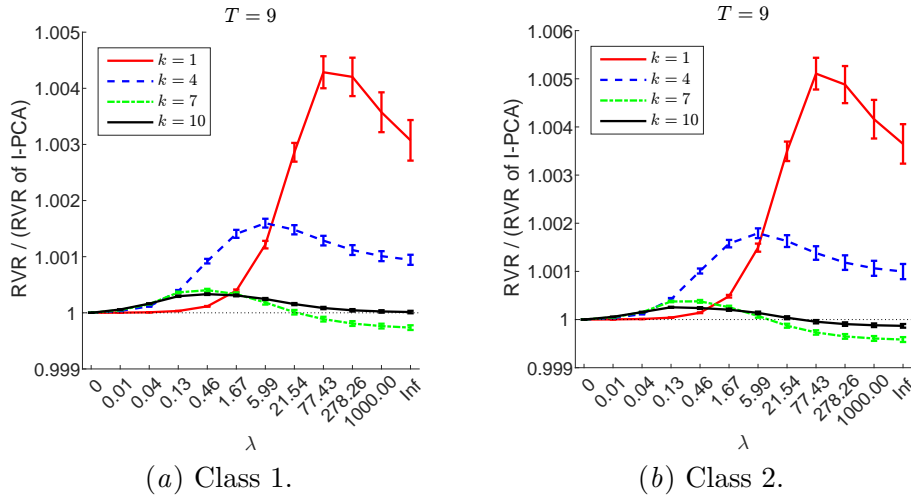 T = 9
RVR / (RVR of I-PCA)
1.005
1.004
1.003
1.002
1.001
1
0.999
k = 1
k = 4
k = 7
k = 10
0
0.01
0.04
0.13
0.46
1.67
5.99
21.54
77.43
278.26
1000.00
Inf
λ
(a) Class 1.
T = 9
RVR / (RVR of I-PCA)
1.006
1.005
1.004
1.003
1.002
1.001
1
0.999
k = 1
k = 4
k = 7
k = 10
0
0.01
0.04
0.13
0.46
1.67
5.99
21.54
77.43
278.26
1000.00
Inf
λ
(b) Class 2.